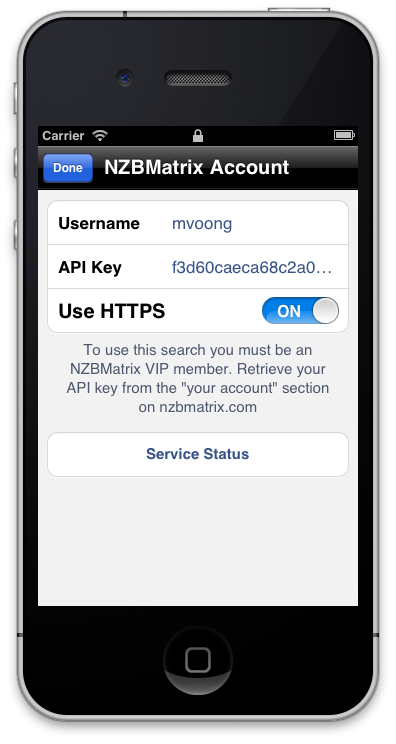 Carrier
Done NZBMatrix Account
Username mvoong
API Key f3d60caeca68c2a0...
Use HTTPS ON
To use this search you must be an
NZBMatrix VIP member. Retrieve your
API key from the "your account" section
on nzbmatrix.com
Service Status